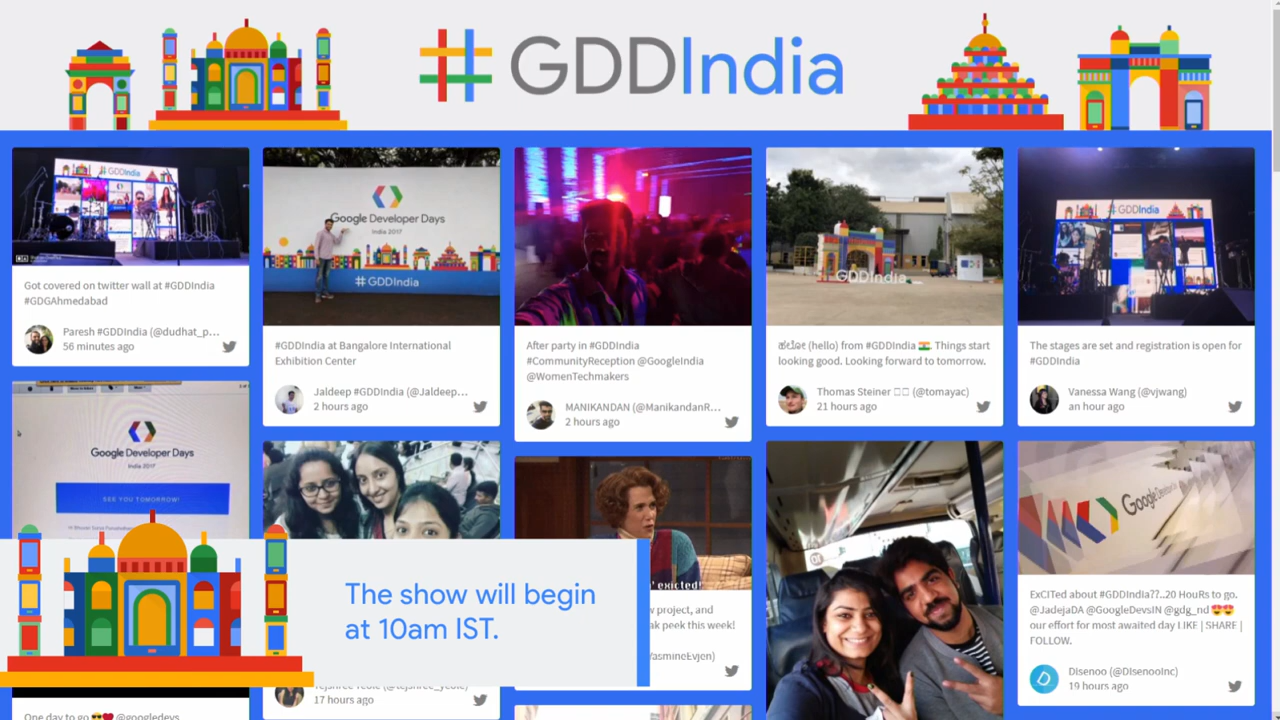 #GDDIndia
Got covered on twitter wall at #GDDIndia
#GDGAhmedabad
Paresh #GDDIndia (@dudhat_p...
56 minutes ago
Google Developer Days
India 2017
SEE YOU TOMORROW!
One day to go 😎❤️ @googledevs
Google Developer Days
India 2017
#GDDIndia
#GDDIndia at Bangalore International
Exhibition Center
Jaldeep #GDDIndia (@Jaldeep...
2 hours ago
17 hours ago
After party in #GDDIndia
#CommunityReception @GoogleIndia
@WomenTechmakers
MANIKANDAN (@ManikandanR...
2 hours ago
exicted!
project, and
peek this week!
YasmineEvjen)
GDDIndia
(hello) from #GDDIndia 🇮🇳. Things start
looking good. Looking forward to tomorrow.
Thomas Steiner (@tomayac)
21 hours ago
#GDDIndia
The stages are set and registration is open for
#GDDIndia
Vanessa Wang (@vjwang)
an hour ago
Google
ExCITed about #GDDIndia??..20 HouRs to go.
@JadejaDA @GoogleDevsIN @gdg_nd 😍😍
our effort for most awaited day LIKE | SHARE |
FOLLOW.
Disenoo (@DisenooInc)
19 hours ago
The show will begin
at 10am IST.